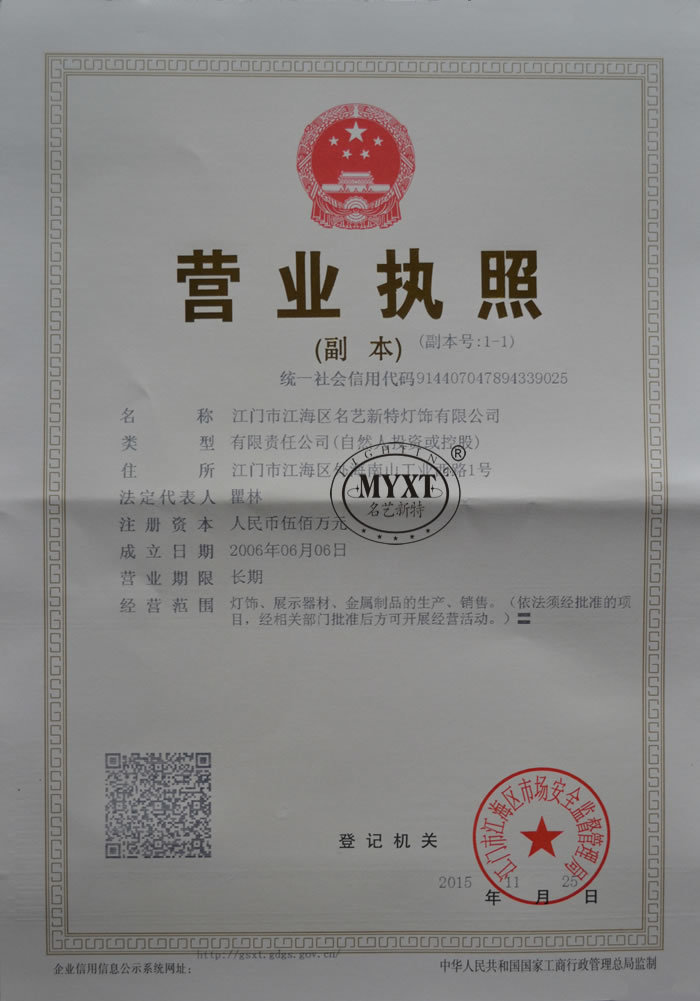 营业执照
(副 本) (副本号:1-1)
统一社会信用代码914407047894339025
名 称 江门市江海区名艺新特灯饰有限公司
类 型 有限责任公司(自然人投资或控股)
住 所 江门市江海区外海南山工业西路1号
LIGHTING ®
MYXT
名艺新特
法定代表人 瞿林
注册资本 人民币伍佰万元
成立日期 2006年06月06日
营业期限 长期
经营范围 灯饰、展示器材、金属制品的生产、销售。（依法须经批准的项
目，经相关部门批准后方可开展经营活动。）
江门市江海区市场安全监督管理局
登记机关
2015 年 11 月 25 日
企业信用信息公示系统网址: http://gsxt.gdgs.gov.cn/
中华人民共和国国家工商行政管理总局监制